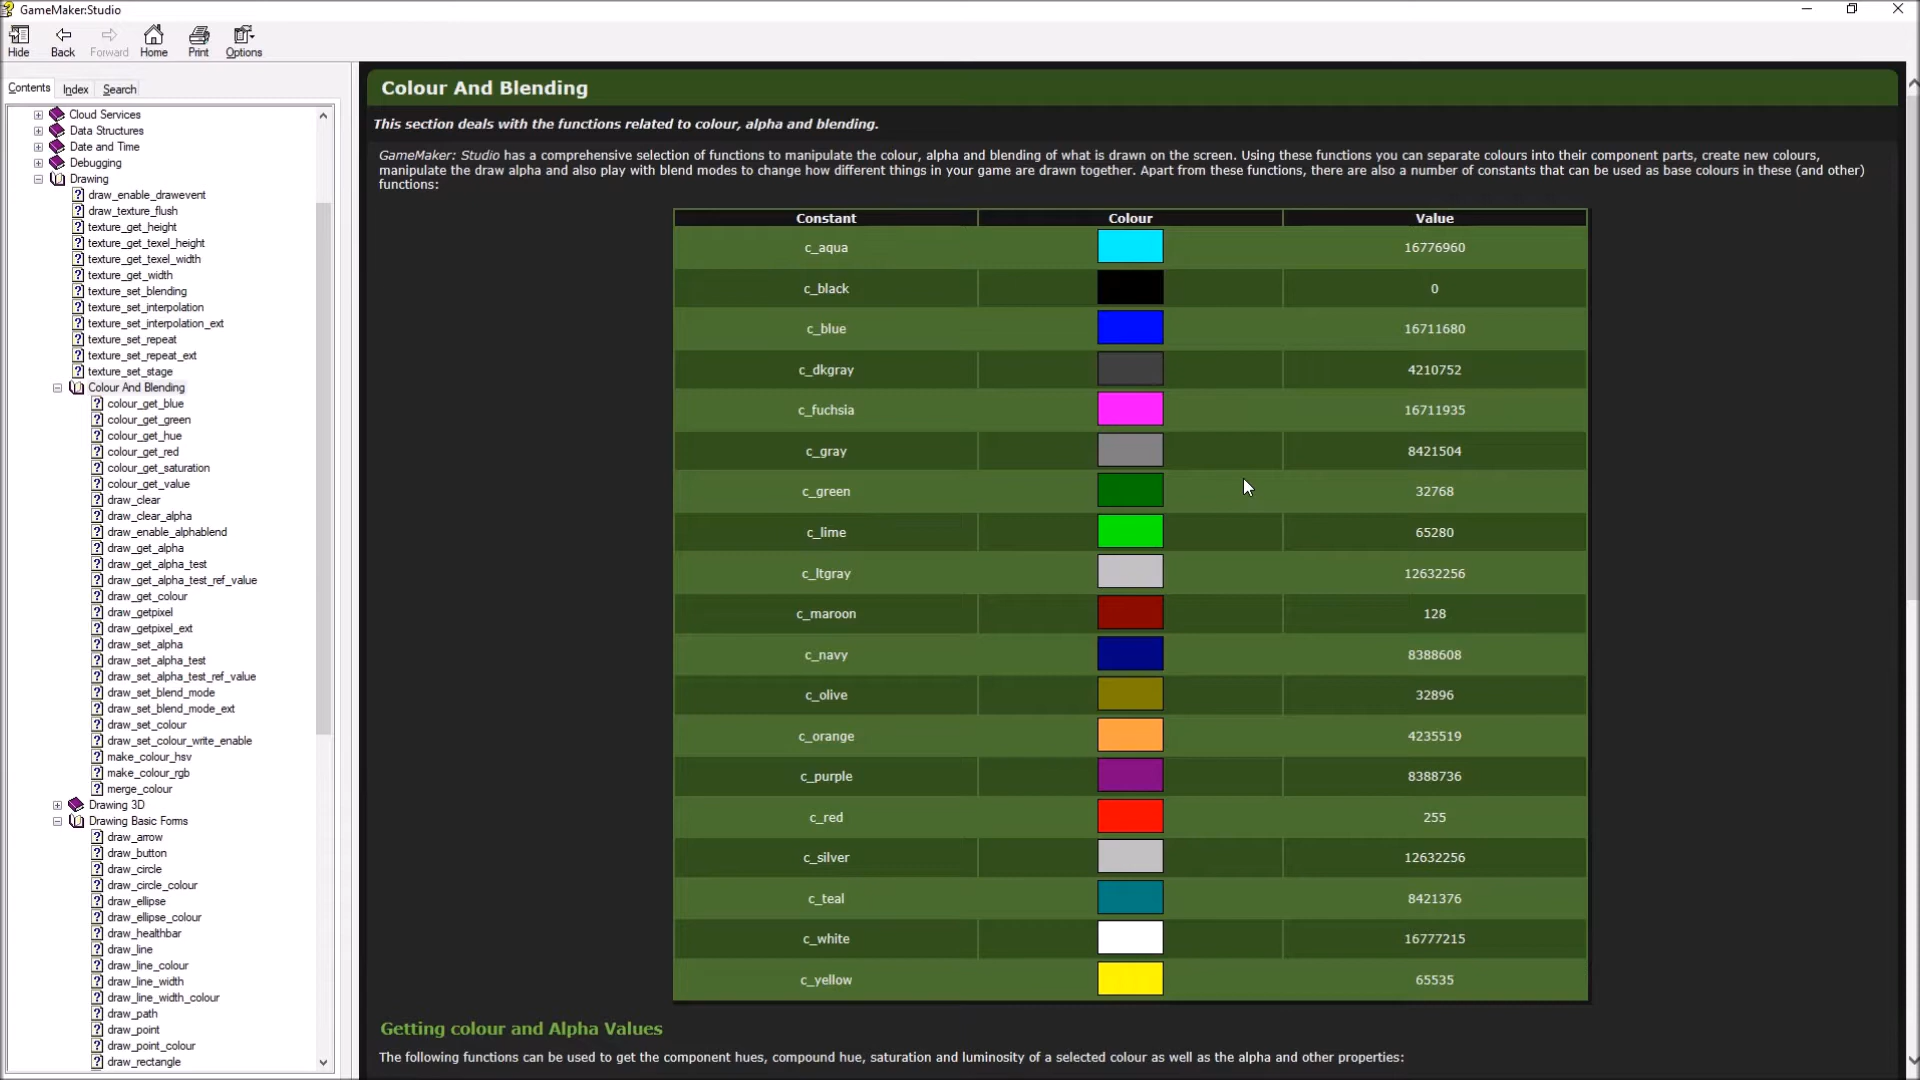 GameMaker:Studio
Hide Back Forward Home Print Options
Contents Index Search
Cloud Services
Data Structures
Date and Time
Debugging
Drawing
draw_enable_drawevent
draw_texture_flush
texture_get_height
texture_get_texel_height
texture_get_texel_width
texture_get_width
texture_set_blending
texture_set_interpolation
texture_set_interpolation_ext
texture_set_repeat
texture_set_repeat_ext
texture_set_stage
Colour And Blending
colour_get_blue
colour_get_green
colour_get_hue
colour_get_red
colour_get_saturation
colour_get_value
draw_clear
draw_clear_alpha
draw_enable_alphablend
draw_get_alpha
draw_get_alpha_test
draw_get_alpha_test_ref_value
draw_get_colour
draw_getpixel
draw_getpixel_ext
draw_set_alpha
draw_set_alpha_test
draw_set_alpha_test_ref_value
draw_set_blend_mode
draw_set_blend_mode_ext
draw_set_colour
draw_set_colour_write_enable
make_colour_hsv
make_colour_rgb
merge_colour
Drawing 3D
Drawing Basic Forms
draw_arrow
draw_button
draw_circle
draw_circle_colour
draw_ellipse
draw_ellipse_colour
draw_healthbar
draw_line
draw_line_colour
draw_line_width
draw_line_width_colour
draw_path
draw_point
draw_point_colour
draw_rectangle
Colour And Blending
This section deals with the functions related to colour, alpha and blending.
GameMaker: Studio has a comprehensive selection of functions to manipulate the colour, alpha and blending of what is drawn on the screen. Using these functions you can separate colours into their component parts, create new colours,
manipulate the draw alpha and also play with blend modes to change how different things in your game are drawn together. Apart from these functions, there are also a number of constants that can be used as base colours in these (and other)
functions:
Constant Colour Value
c_aqua 16776960
c_black 0
c_blue 16711680
c_dkgray 4210752
c_fuchsia 16711935
c_gray 8421504
c_green 32768
c_lime 65280
c_ltgray 12632256
c_maroon 128
c_navy 8388608
c_olive 32896
c_orange 4235519
c_purple 8388736
c_red 255
c_silver 12632256
c_teal 8421376
c_white 16777215
c_yellow 65535
Getting colour and Alpha Values
The following functions can be used to get the component hues, compound hue, saturation and luminosity of a selected colour as well as the alpha and other properties: